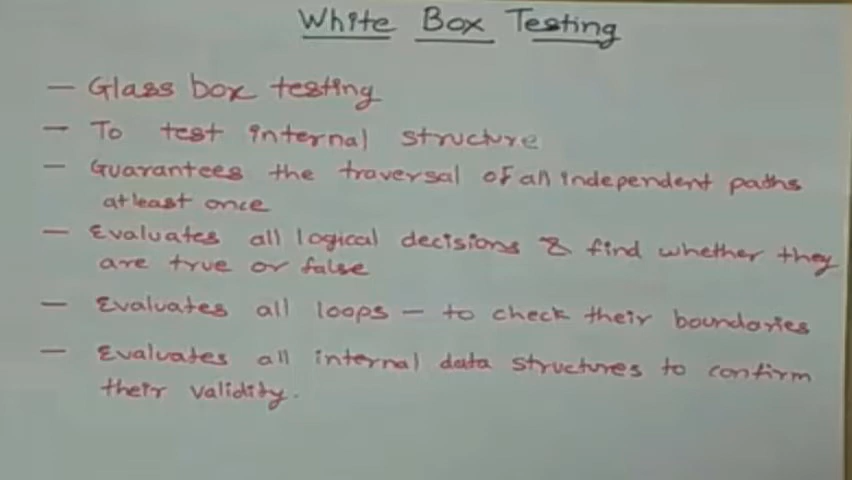 White Box Testing
- Glass box testing
- To test internal structure
- Guarantees the traversal of all independent paths
atleast once
- Evaluates all logical decisions & find whether they
are true or false
- Evaluates all loops - to check their boundaries
- Evaluates all internal data structures to confirm
their validity.